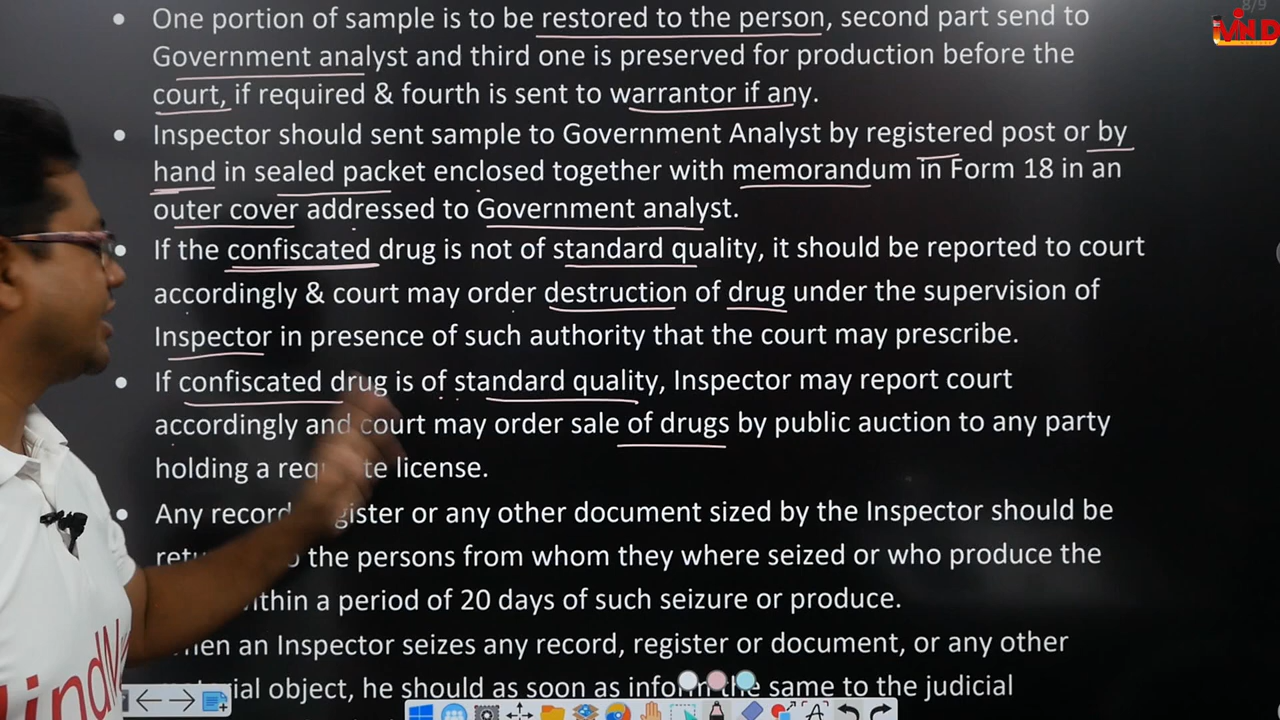 8/9
MIND
• One portion of sample is to be restored to the person, second part send to
Government analyst and third one is preserved for production before the
court, if required & fourth is sent to warrantor if any.
• Inspector should sent sample to Government Analyst by registered post or by
hand in sealed packet enclosed together with memorandum in Form 18 in an
outer cover addressed to Government analyst.
• If the confiscated drug is not of standard quality, it should be reported to court
accordingly & court may order destruction of drug under the supervision of
Inspector in presence of such authority that the court may prescribe.
• If confiscated drug is of standard quality, Inspector may report court
accordingly and court may order sale of drugs by public auction to any party
holding a license.
• Any record, or any other document sized by the Inspector should be
the persons from whom they where seized or who produce the
within a period of 20 days of such seizure or produce.
When an Inspector seizes any record, register or document, or any other
object, he should as soon as inform the same to the judicial